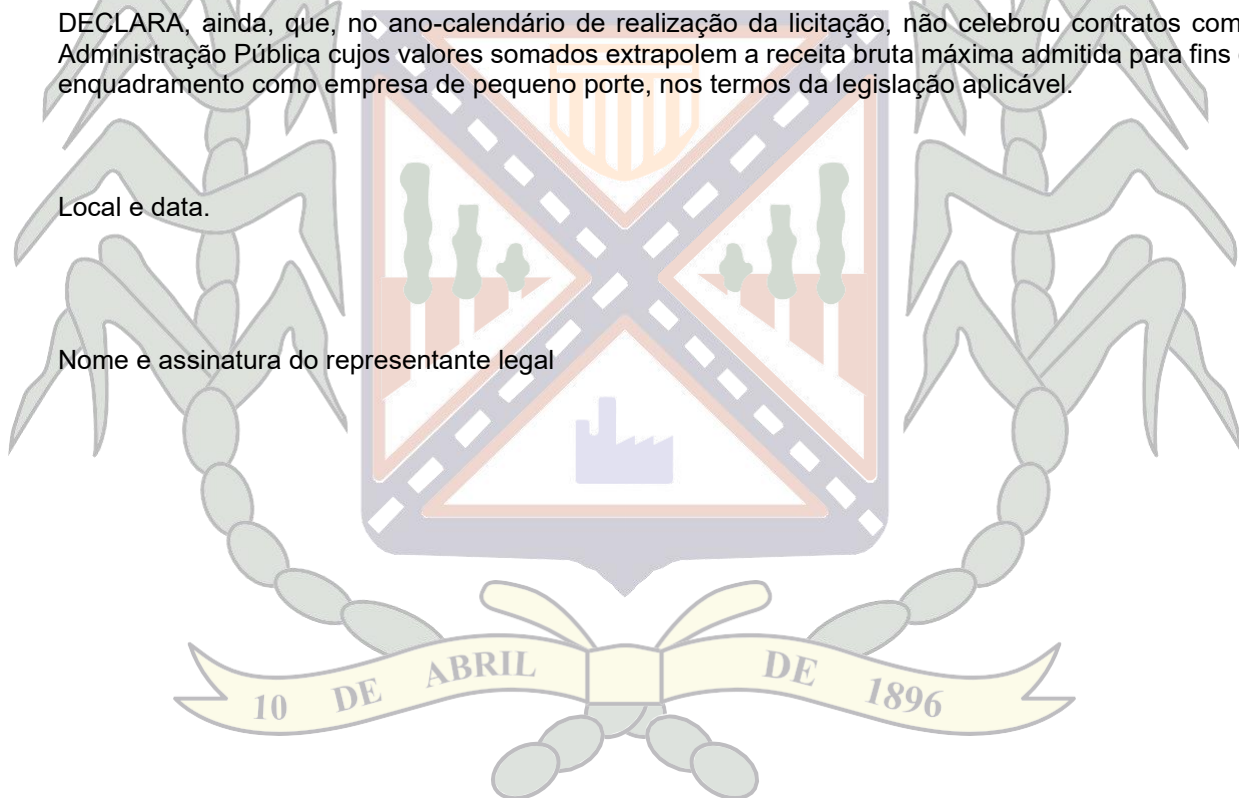 DECLARA, ainda, que, no ano-calendário de realização da licitação, não celebrou contratos com
Administração Pública cujos valores somados extrapolem a receita bruta máxima admitida para fins
enquadramento como empresa de pequeno porte, nos termos da legislação aplicável.
Local e data.
Nome e assinatura do representante legal
10 DE ABRIL DE 1896